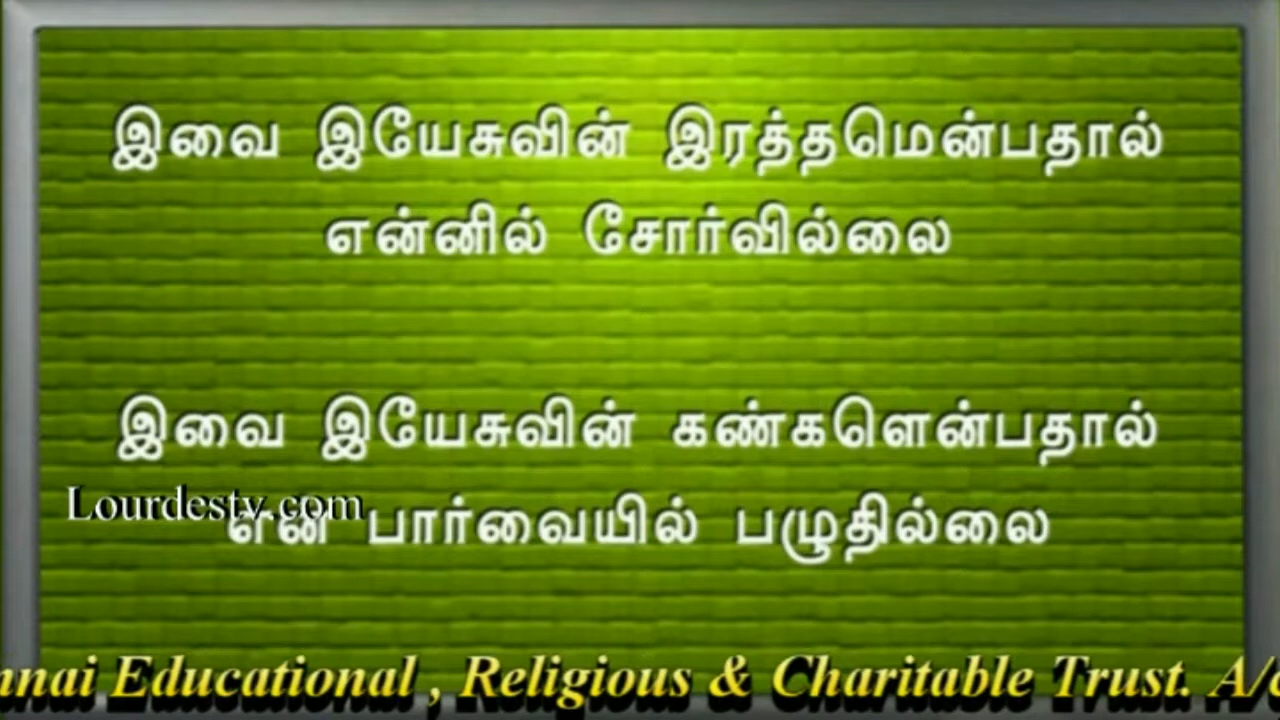 இவை இயேசுவின் இரத்தமென்பதால்
என்னில் சோர்வில்லை
இவை இயேசுவின் கண்களென்பதால்
Lourdestv.com
என் பார்வையில் பழுதில்லை
nnai Educational , Religious & Charitable Trust. A/c